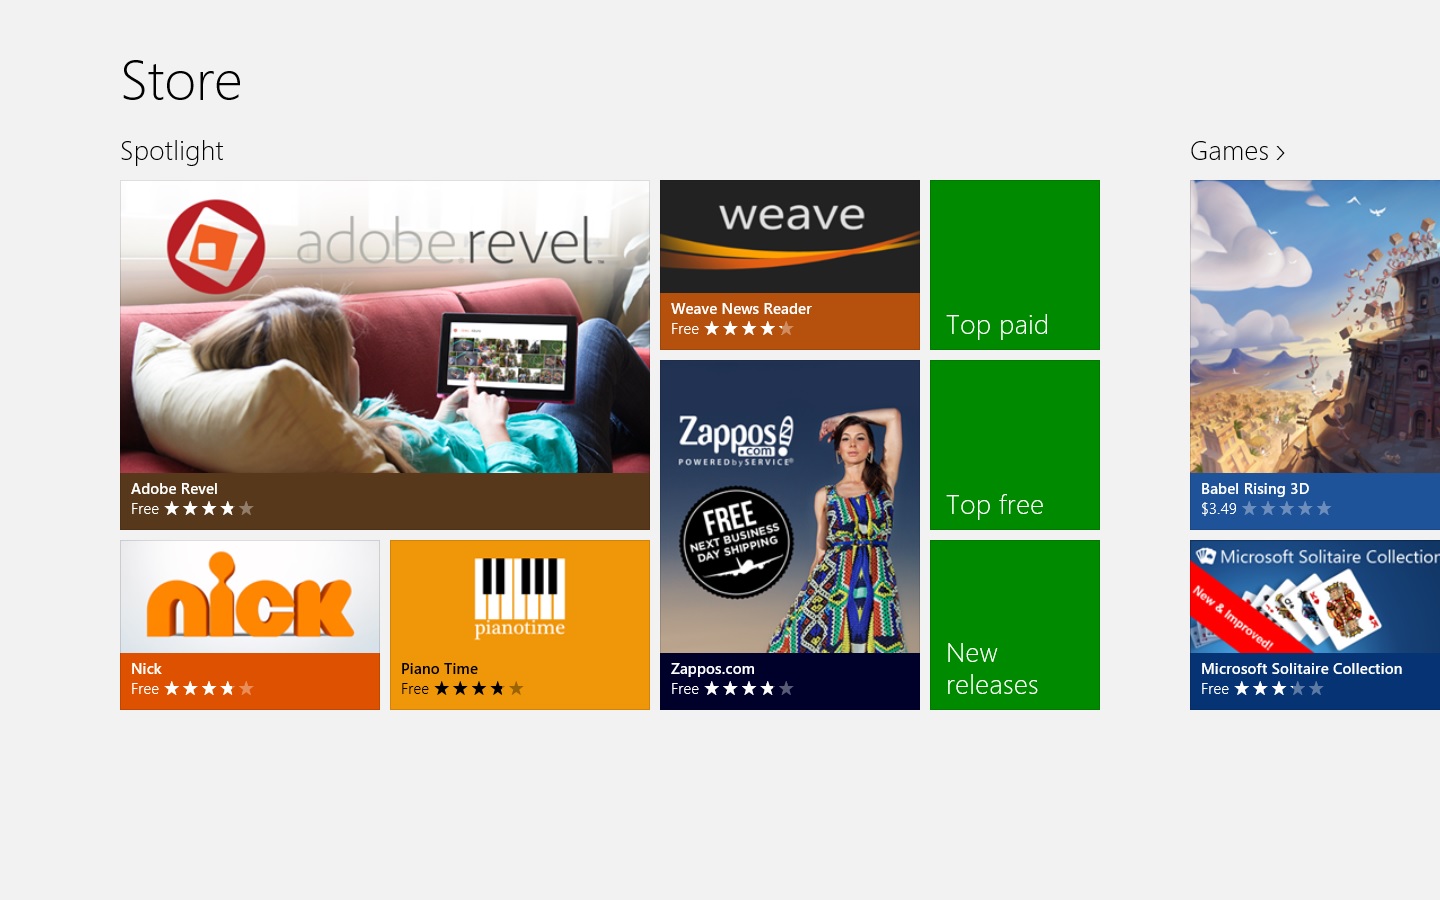 Store
Spotlight
adobe revel
Adobe Revel
Free
weave
Weave News Reader
Free
Top paid
Zappos!
.com
POWERED by SERVICE®
FREE
NEXT BUSINESS
DAY SHIPPING
Zappos.com
Free
Top free
nick
Nick
Free
pianotime
Piano Time
Free
New
releases
Games >
Babel Rising 3D
$3.49
Microsoft Solitaire Collection
New & Improved!
Microsoft Solitaire Collection
Free